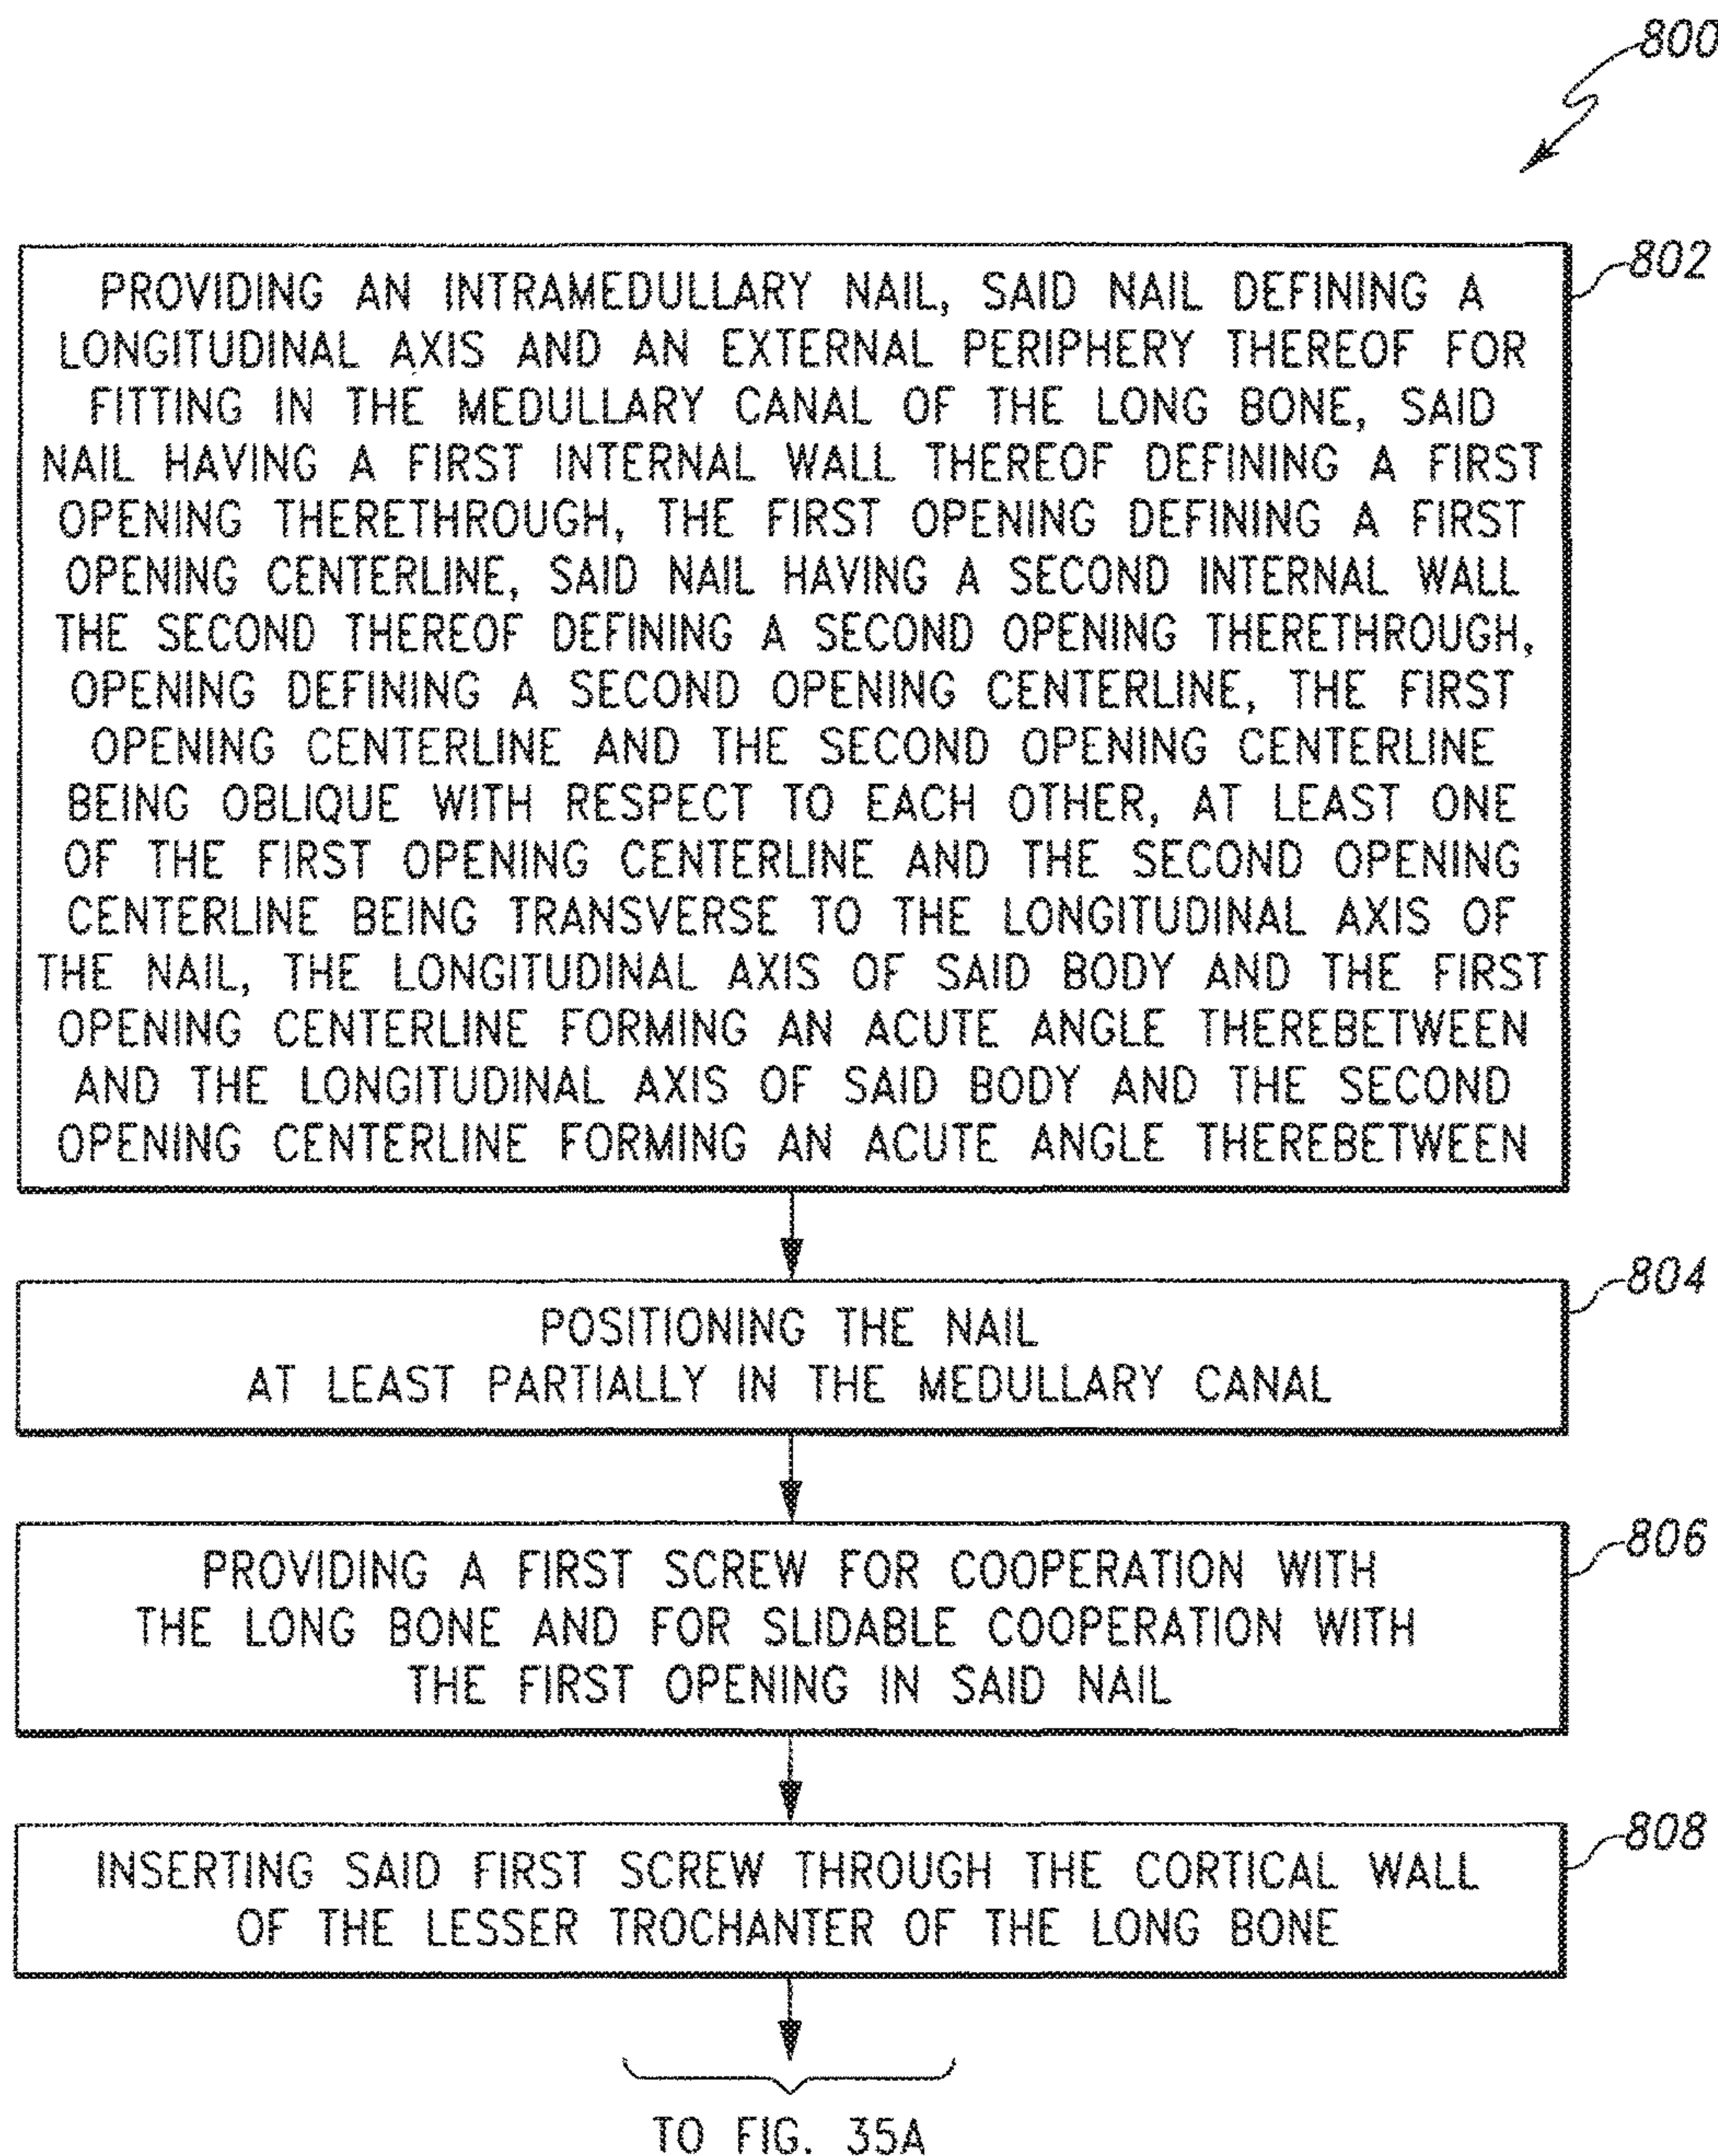 800
802
PROVIDING AN INTRAMEDULLARY NAIL, SAID NAIL DEFINING A
LONGITUDINAL AXIS AND AN EXTERNAL PERIPHERY THEREOF FOR
FITTING IN THE MEDULLARY CANAL OF THE LONG BONE, SAID
NAIL HAVING A FIRST INTERNAL WALL THEREOF DEFINING A FIRST
OPENING THERETHROUGH, THE FIRST OPENING DEFINING A FIRST
OPENING CENTERLINE, SAID NAIL HAVING A SECOND INTERNAL WALL
THE SECOND THEREOF DEFINING A SECOND OPENING THERETHROUGH,
OPENING DEFINING A SECOND OPENING CENTERLINE, THE FIRST
OPENING CENTERLINE AND THE SECOND OPENING CENTERLINE
BEING OBLIQUE WITH RESPECT TO EACH OTHER, AT LEAST ONE
OF THE FIRST OPENING CENTERLINE AND THE SECOND OPENING
CENTERLINE BEING TRANSVERSE TO THE LONGITUDINAL AXIS OF
THE NAIL, THE LONGITUDINAL AXIS OF SAID BODY AND THE FIRST
OPENING CENTERLINE FORMING AN ACUTE ANGLE THEREBETWEEN
AND THE LONGITUDINAL AXIS OF SAID BODY AND THE SECOND
OPENING CENTERLINE FORMING AN ACUTE ANGLE THEREBETWEEN
804
POSITIONING THE NAIL
AT LEAST PARTIALLY IN THE MEDULLARY CANAL
806
PROVIDING A FIRST SCREW FOR COOPERATION WITH
THE LONG BONE AND FOR SLIDABLE COOPERATION WITH
THE FIRST OPENING IN SAID NAIL
808
INSERTING SAID FIRST SCREW THROUGH THE CORTICAL WALL
OF THE LESSER TROCHANTER OF THE LONG BONE
TO FIG. 35A